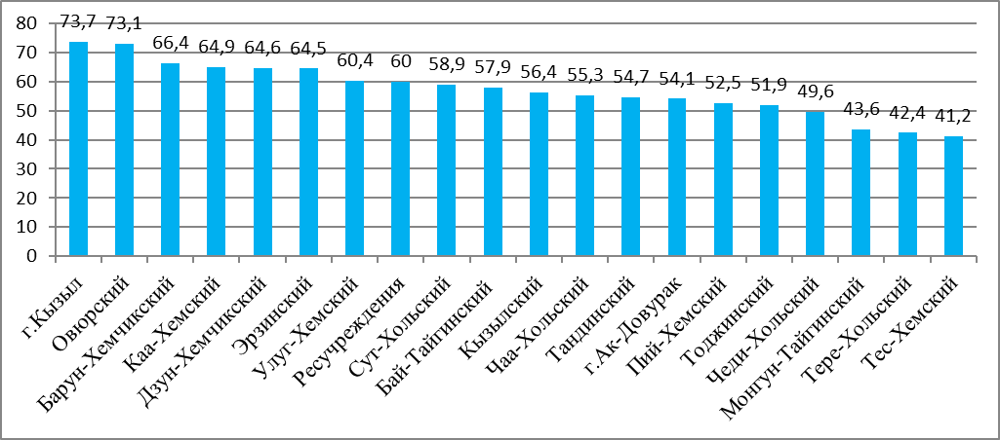 80
70
60
50
40
30
20
10
0
73,7
73,1
66,4
64,9
64,6
64,5
60,4
60
58,9
57,9
56,4
55,3
54,7
54,1
52,5
51,9
49,6
43,6
42,4
41,2
г.Кызыл
Овюрский
Барун-Хемчикский
Каа-Хемский
Дзун-Хемчикский
Эрзинский
Улуг-Хемский
Ресучреждения
Сут-Хольский
Бай-Тайгинский
Кызылский
Чаа-Хольский
Тандинский
г.Ак-Довурак
Пий-Хемский
Тоджинский
Чеди-Хольский
Монгун-Тайгинский
Тере-Хольский
Тес-Хемский